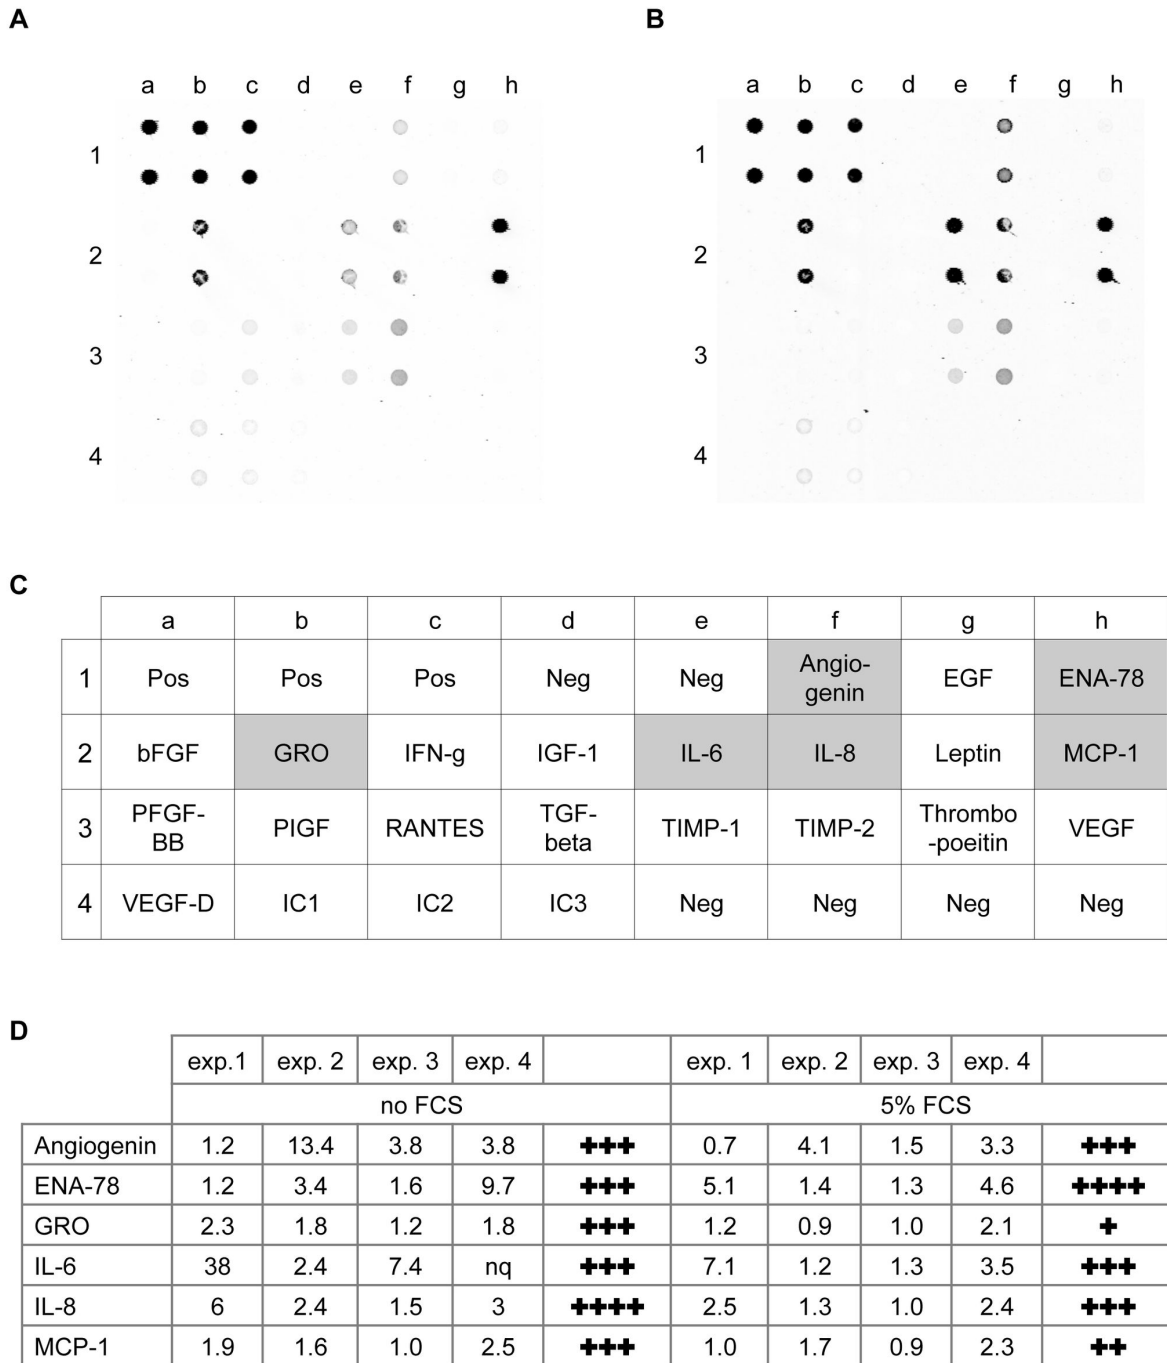 A B
a b c d e f g h a b c d e f g h
1 1
2 2
3 3
4 4
C
a b c d e f g h
1 Pos Pos Pos Neg Neg Angio-genin EGF ENA-78
2 bFGF GRO IFN-g IGF-1 IL-6 IL-8 Leptin MCP-1
3 PFGF-BB PIGF RANTES TGF-beta TIMP-1 TIMP-2 Thrombo-poeitin VEGF
4 VEGF-D IC1 IC2 IC3 Neg Neg Neg Neg
D
exp.1 exp. 2 exp. 3 exp. 4 exp. 1 exp. 2 exp. 3 exp. 4
no FCS 5% FCS
Angiogenin 1.2 13.4 3.8 3.8 +++ 0.7 4.1 1.5 3.3 +++
ENA-78 1.2 3.4 1.6 9.7 +++ 5.1 1.4 1.3 4.6 ++++
GRO 2.3 1.8 1.2 1.8 +++ 1.2 0.9 1.0 2.1 +
IL-6 38 2.4 7.4 nq +++ 7.1 1.2 1.3 3.5 +++
IL-8 6 2.4 1.5 3 ++++ 2.5 1.3 1.0 2.4 +++
MCP-1 1.9 1.6 1.0 2.5 +++ 1.0 1.7 0.9 2.3 ++